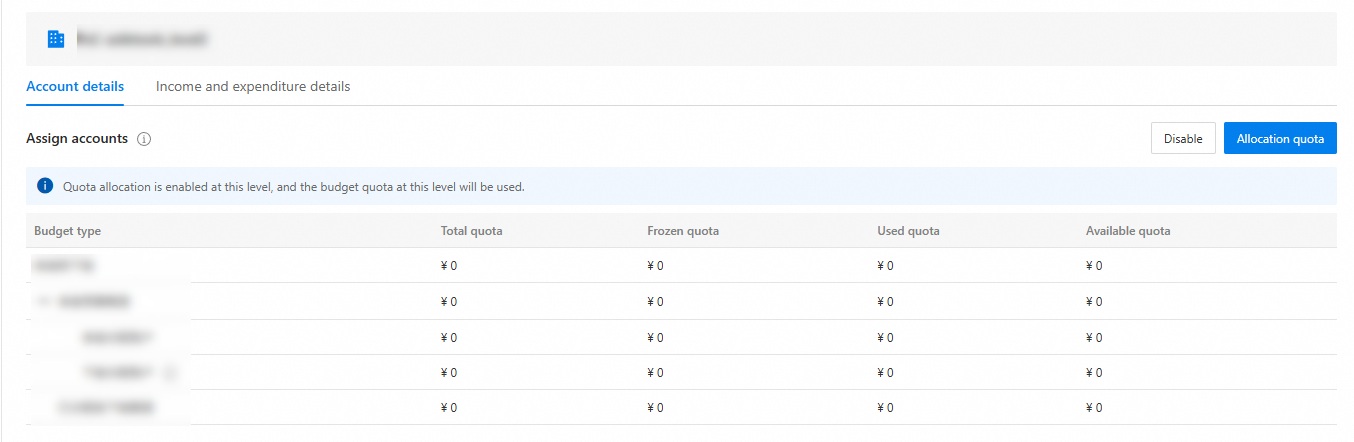 Account details Income and expenditure details
Assign accounts Disable Allocation quota
Quota allocation is enabled at this level, and the budget quota at this level will be used.
Budget type Total quota Frozen quota Used quota Available quota
¥ 0 ¥ 0 ¥ 0 ¥ 0
¥ 0 ¥ 0 ¥ 0 ¥ 0
¥ 0 ¥ 0 ¥ 0 ¥ 0
¥ 0 ¥ 0 ¥ 0 ¥ 0
¥ 0 ¥ 0 ¥ 0 ¥ 0